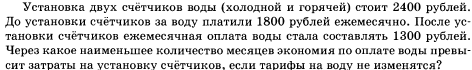 Установка двух счётчиков воды (холодной и горячей) стоит 2400 рублей.
До установки счётчиков за воду платили 1800 рублей ежемесячно. После ус-
тановки счётчиков ежемесячная оплата воды стала составлять 1300 рублей.
Через какое наименьшее количество месяцев экономия по оплате воды превы-
сит затраты на установку счётчиков, если тарифы на воду не изменятся?